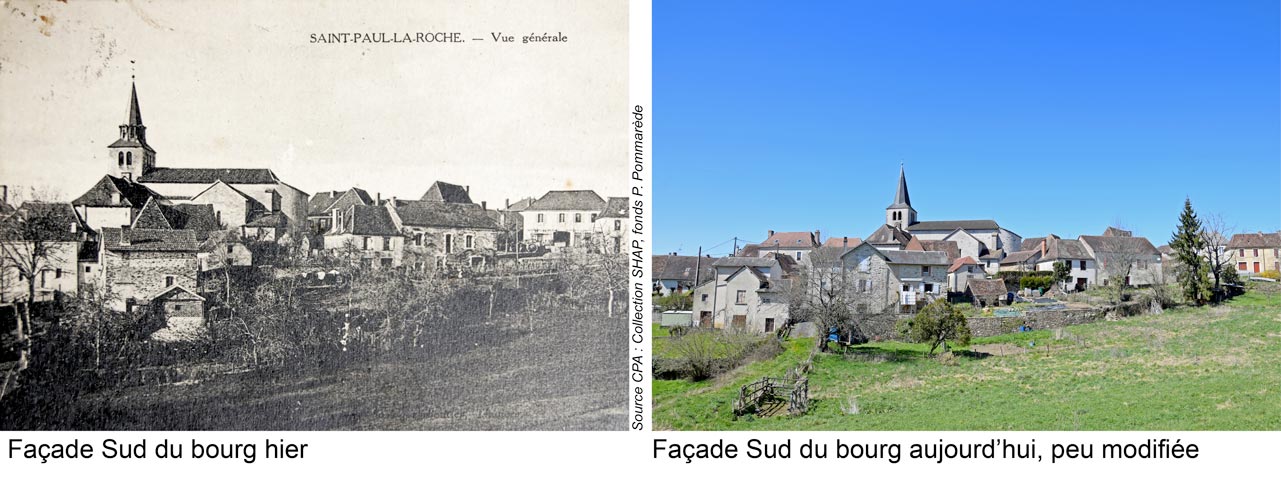 SAINT-PAUL-LA-ROCHE. — Vue générale
Source CPA : Collection SHAP, fonds P. Pommarède
Façade Sud du bourg hier
Façade Sud du bourg aujourd’hui, peu modifiée